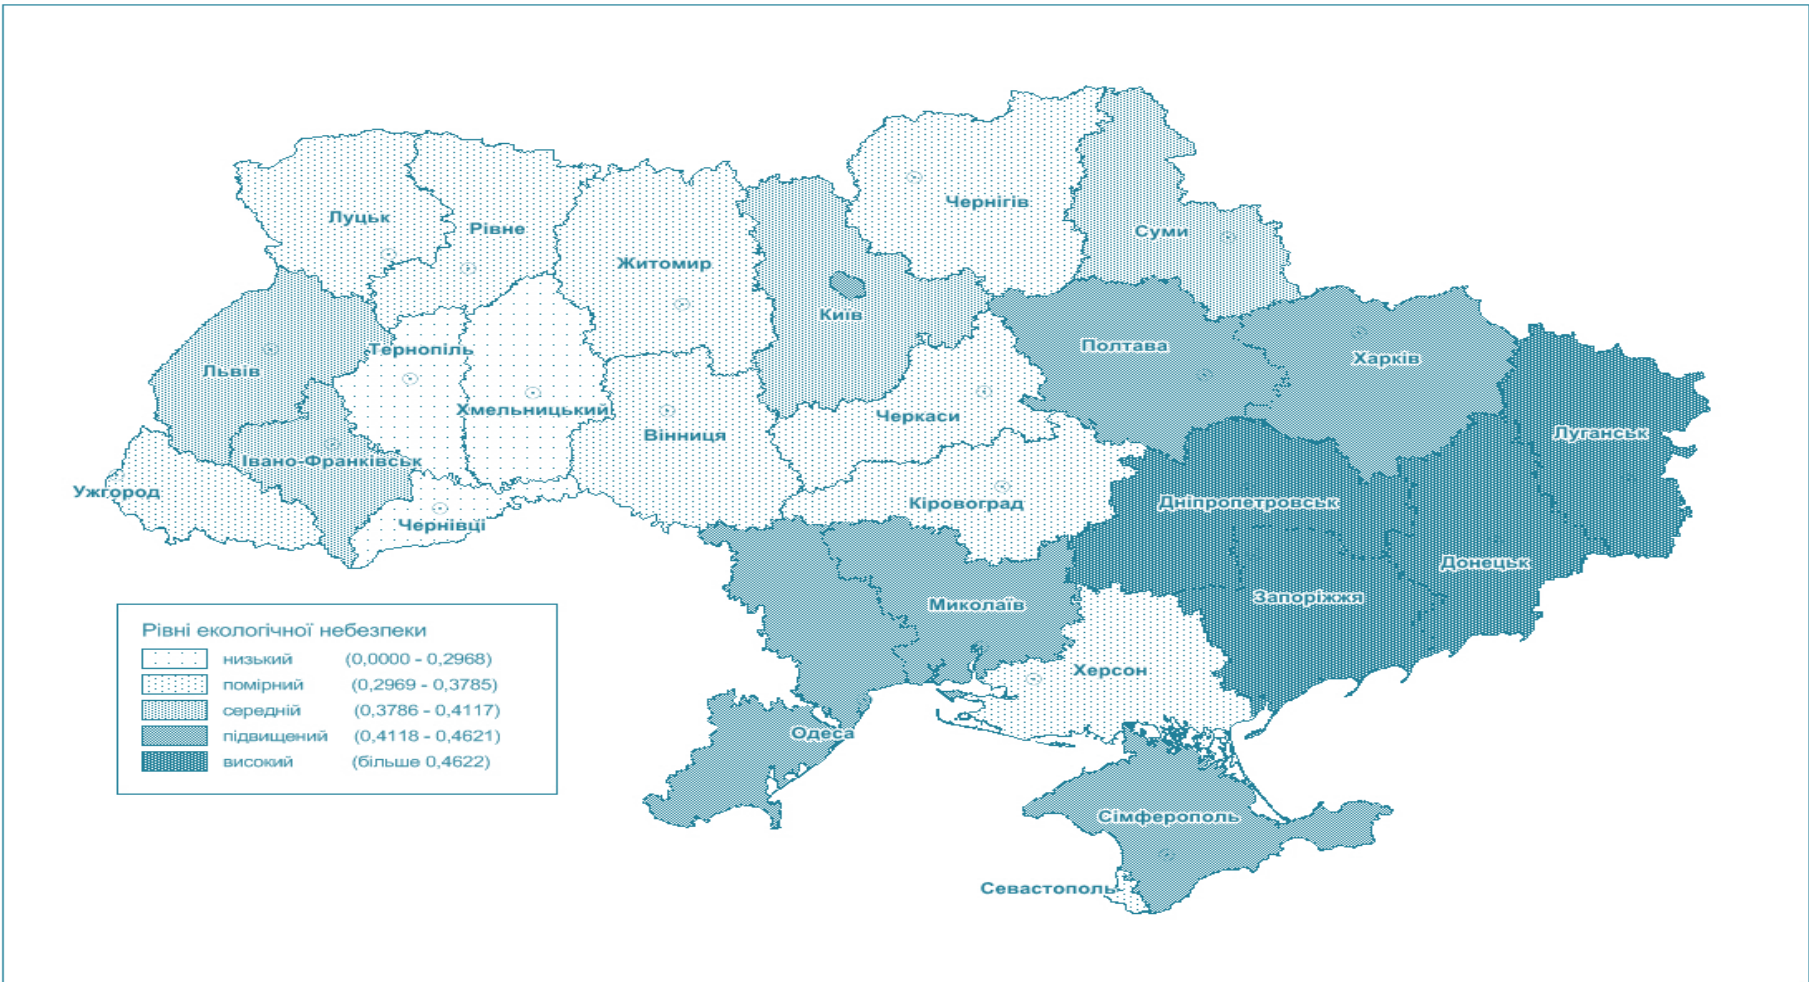 Чернігів
Луцьк
Рівне
Суми
Житомир
Київ
Полтава
Тернопіль
Харків
Львів
Хмельницький
Черкаси
Вінниця
Луганськ
Івано-Франківськ
Ужгород
Кіровоград
Дніпропетровськ
Чернівці
Донецьк
Запоріжжя
Миколаїв
Херсон
Одеса
Сімферополь
Севастополь
Рівні екологічної небезпеки
низький (0,0000 - 0,2968)
помірний (0,2969 - 0,3785)
середній (0,3786 - 0,4117)
підвищений (0,4118 - 0,4621)
високий (більше 0,4622)